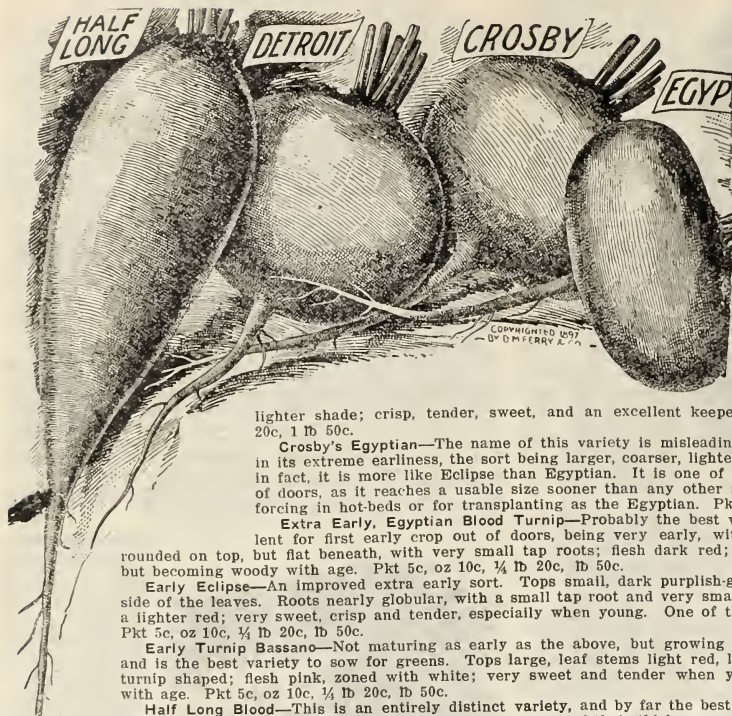 HALF
LONG
DETROIT
CROSBY
COPYRIGHTED 1897
BY D M FERRY & CO
lighter shade; crisp, tender, sweet, and an excellent
20c, 1 lb 50c.
Crosby's Egyptian—The name of this variety is
in its extreme earliness, the sort being larger, coarser,
in fact, it is more like Eclipse than Egyptian. It is one of
of doors, as it reaches a usable size sooner than any other
forcing in hot-beds or for transplanting as the Egyptian.
Extra Early, Egyptian Blood Turnip—Probably the best
lent for first early crop out of doors, being very early,
rounded on top, but flat beneath, with very small tap roots; flesh dark red;
but becoming woody with age. Pkt 5c, oz 10c, ¼ lb 20c, lb 50c.
Early Eclipse—An improved extra early sort. Tops small, dark
side of the leaves. Roots nearly globular, with a small tap root and very
a lighter red; very sweet, crisp and tender, especially when young. One of
Pkt 5c, oz 10c, ¼ lb 20c, lb 50c.
Early Turnip Bassano—Not maturing as early as the above, but growing
and is the best variety to sow for greens. Tops large, leaf stems light red,
turnip shaped; flesh pink, zoned with white; very sweet and tender when
with age. Pkt 5c, oz 10c, ¼ lb 20c, lb 50c.
Half Long Blood—This is an entirely distinct variety, and by far the best